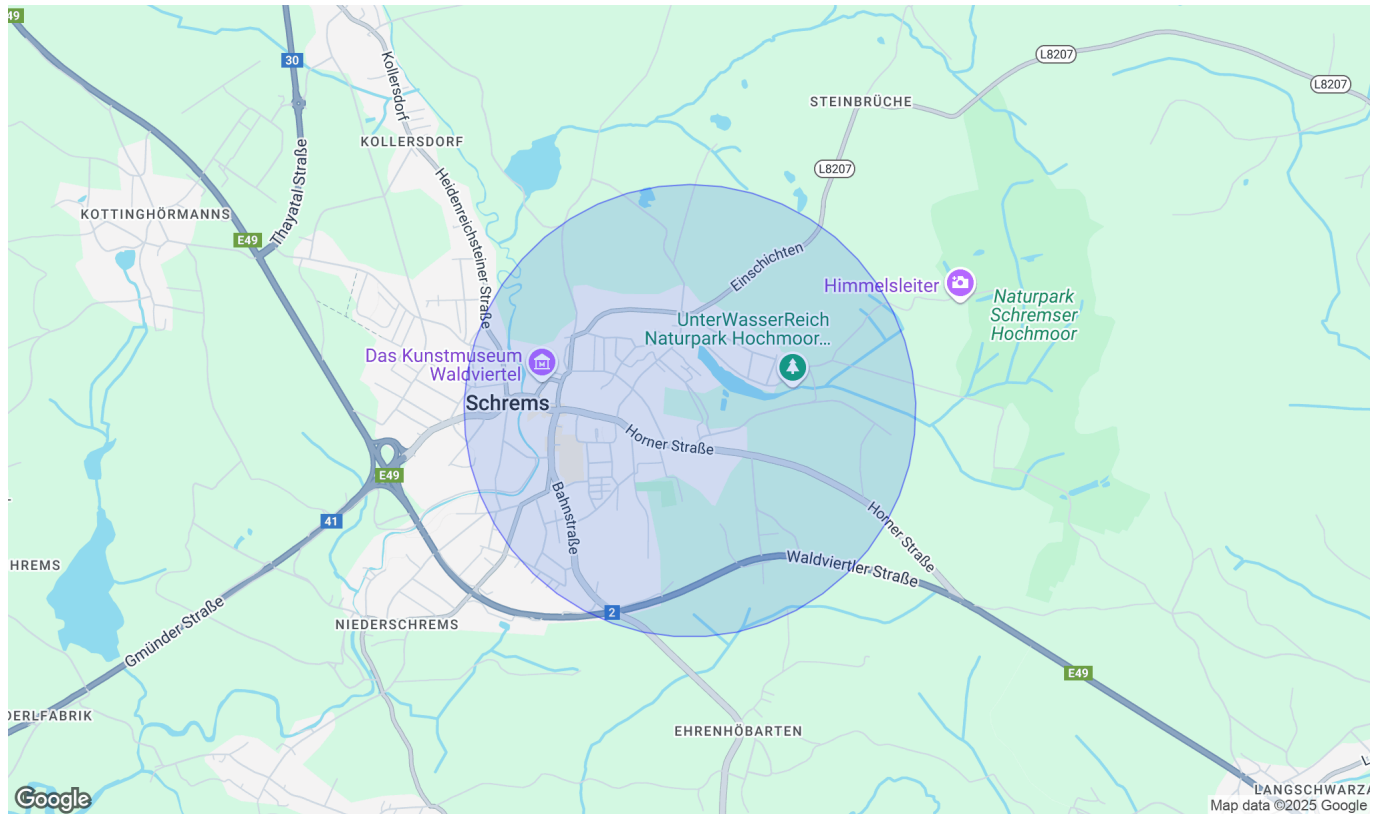 49
30
L8207
L8207
Kollersdorf
STEINBRÜCHE
KOLLERSDORF
Thayatal Straße
L8207
Heidenreichsteiner Straße
KOTTINGHÖRMANNS
E49
Einschichten
Himmelsleiter
Naturpark
Schremser
Hochmoor
UnterWasserReich
Naturpark Hochmoor...
Das Kunstmuseum
Waldviertel
Schrems
Horner Straße
E49
Bahnstraße
41
Horner Straße
HREMS
Waldviertler Straße
2
Gmünder Straße
NIEDERSCHREMS
E49
DERLFABRIK
EHRENHÖBARTEN
L
LANGSCHWARZA
Google
Map data ©2025 Google